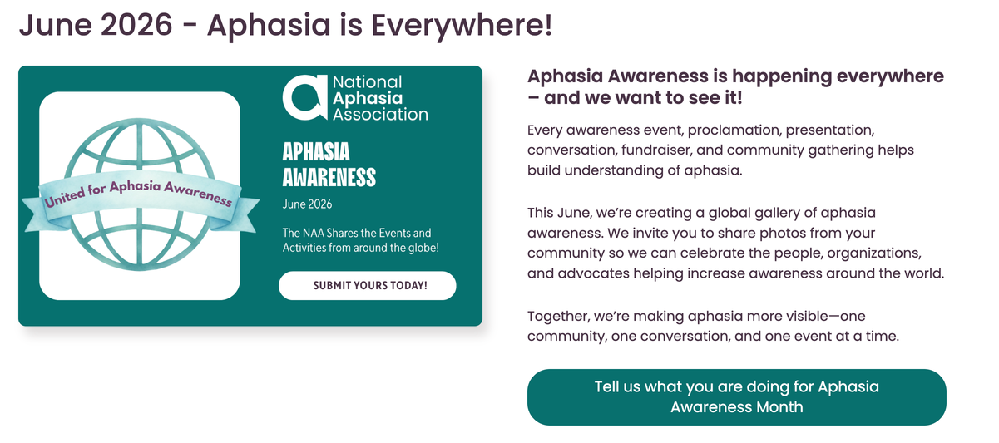 June 2026 - Aphasia is Everywhere!
National
Aphasia
Association
APHASIA
AWARENESS
June 2026
The NAA Shares the Events and
Activities from around the globe!
SUBMIT YOURS TODAY!
United for Aphasia Awareness
Aphasia Awareness is happening everywhere
– and we want to see it!
Every awareness event, proclamation, presentation,
conversation, fundraiser, and community gathering helps
build understanding of aphasia.
This June, we’re creating a global gallery of aphasia
awareness. We invite you to share photos from your
community so we can celebrate the people, organizations,
and advocates helping increase awareness around the world.
Together, we’re making aphasia more visible—one
community, one conversation, and one event at a time.
Tell us what you are doing for Aphasia
Awareness Month